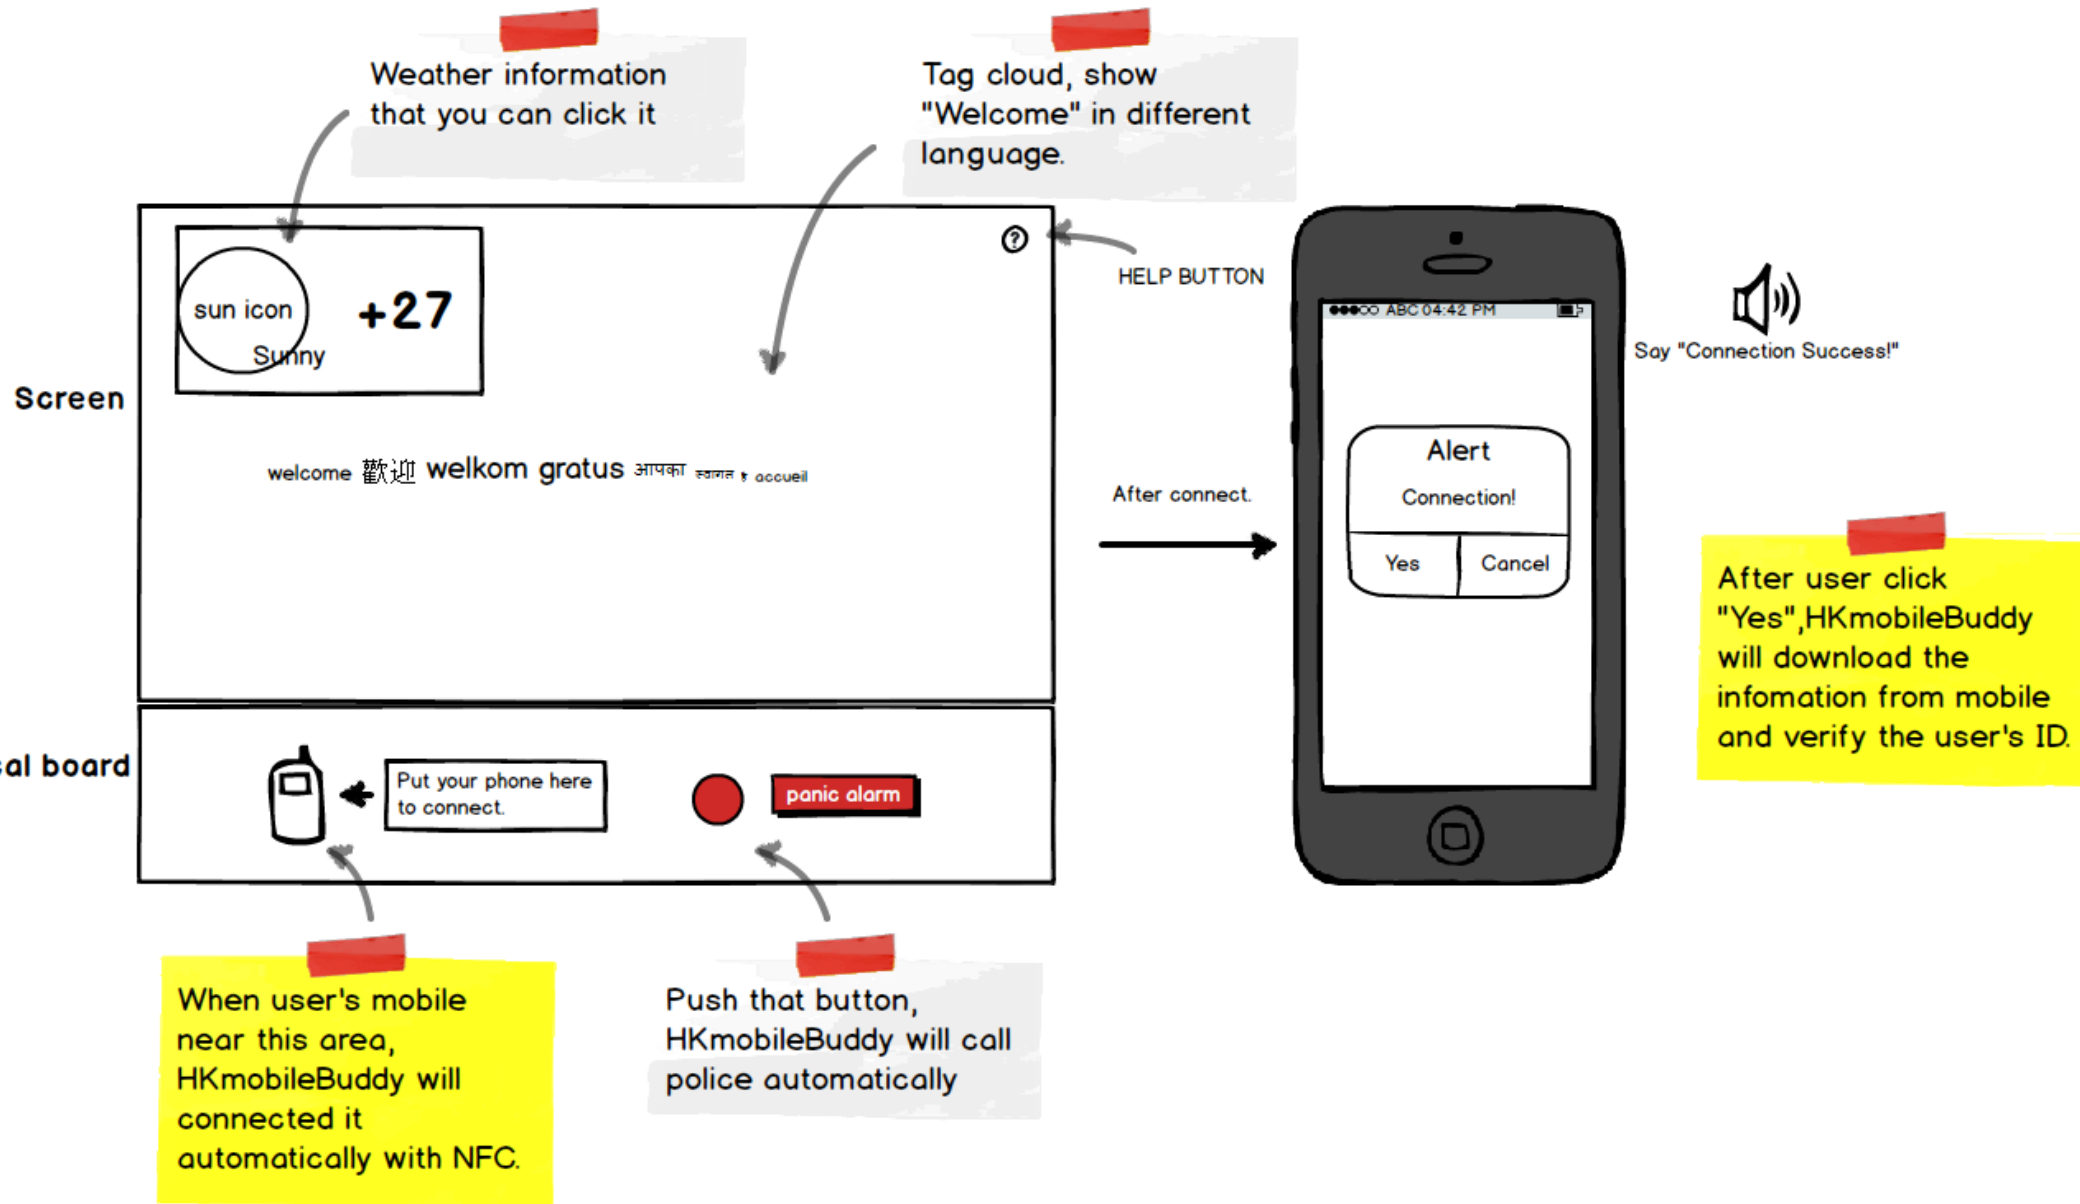 Weather information
that you can click it
Tag cloud, show
"Welcome" in different
language.
?
HELP BUTTON
sun icon
+27
Sunny
Screen
welcome 歡迎 welkom gratus आपका स्वागत है accueil
ABC 04:42 PM
Say "Connection Success!"
Alert
Connection!
Yes
Cancel
After connect.
After user click
"Yes",HKmobileBuddy
will download the
infomation from mobile
and verify the user's ID.
board
Put your phone here
to connect.
panic alarm
When user's mobile
near this area,
HKmobileBuddy will
connected it
automatically with NFC.
Push that button,
HKmobileBuddy will call
police automatically